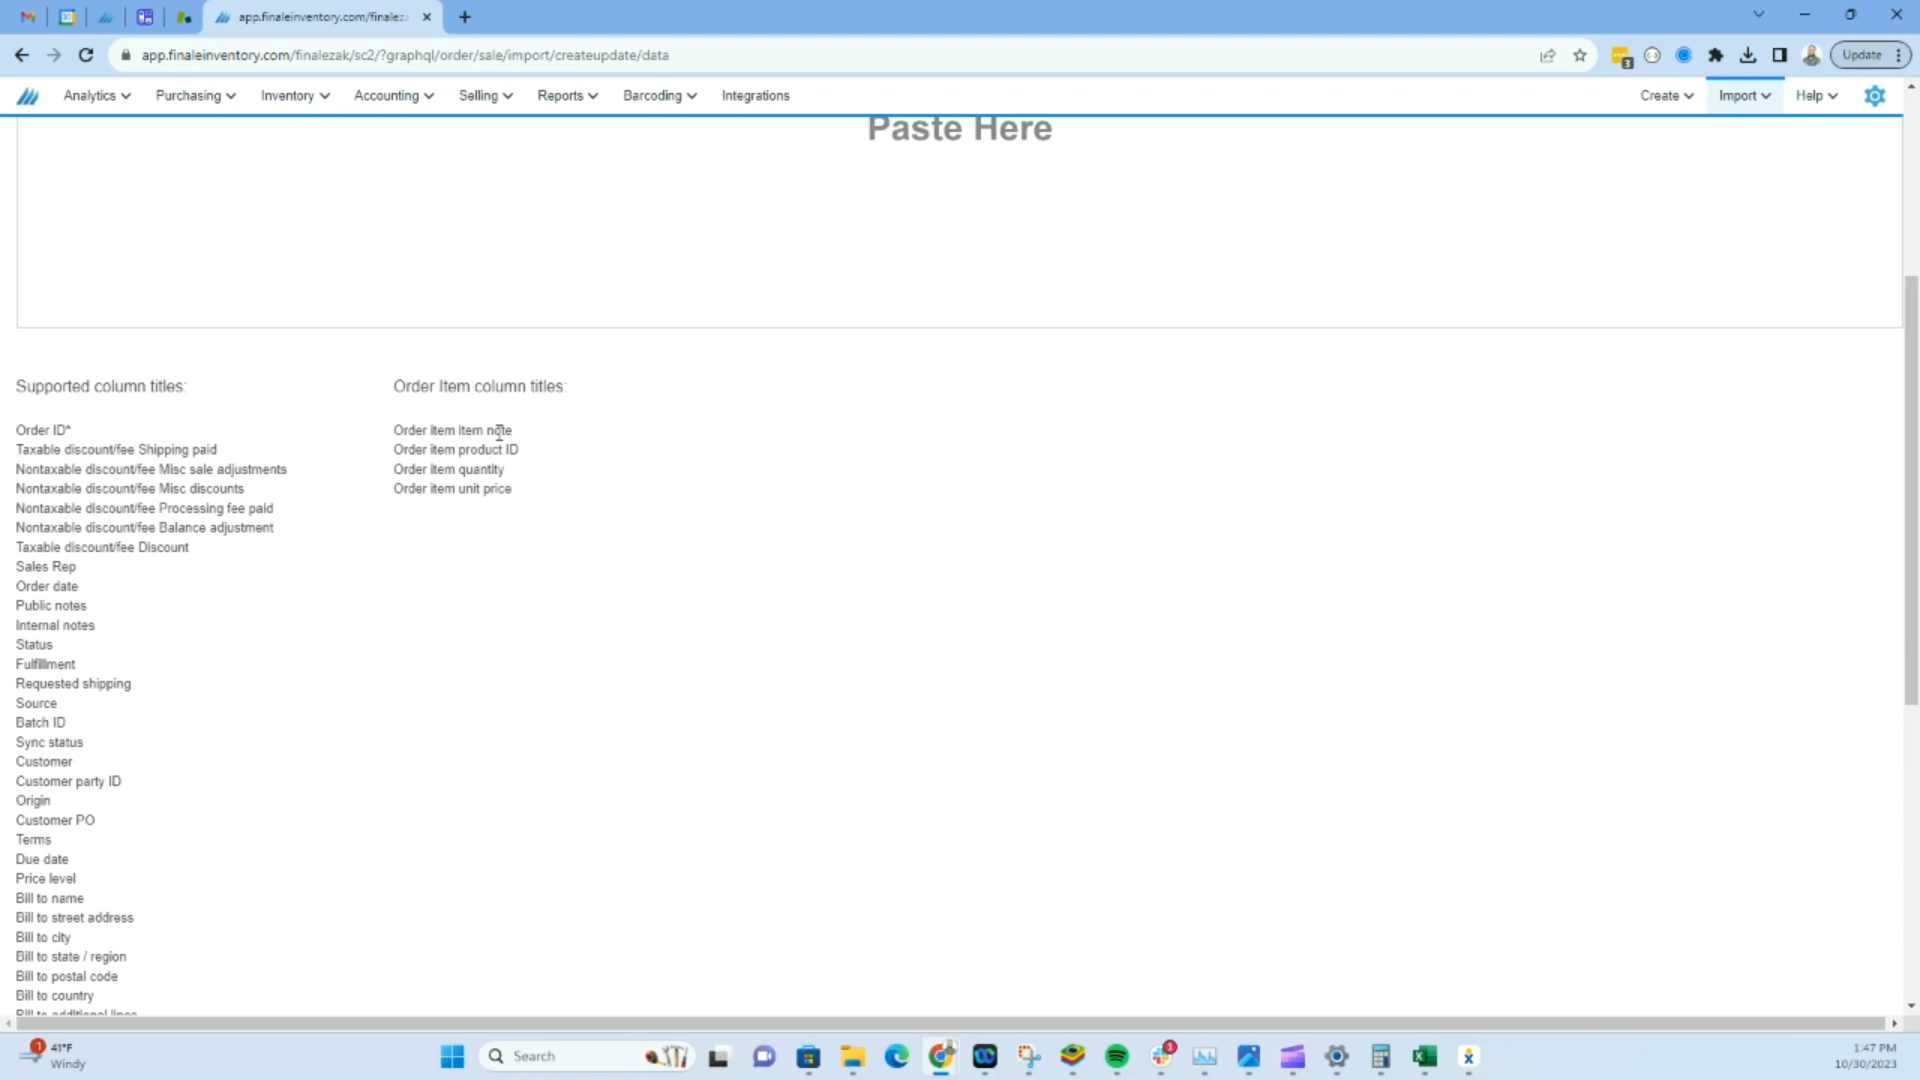 app.finaleinventory.com/finalez
app.finaleinventory.com/finalezak/sc2/?graphql/order/sale/import/createupdate/data
3
Update
Analytics
Purchasing
Inventory
Accounting
Selling
Reports
Barcoding
Integrations
Create
Import
Help
Paste Here
Supported column titles:
Order ID*
Taxable discount/fee Shipping paid
Nontaxable discount/fee Misc sale adjustments
Nontaxable discount/fee Misc discounts
Nontaxable discount/fee Processing fee paid
Nontaxable discount/fee Balance adjustment
Taxable discount/fee Discount
Sales Rep
Order date
Public notes
Internal notes
Status
Fulfillment
Requested shipping
Source
Batch ID
Sync status
Customer
Customer party ID
Origin
Customer PO
Terms
Due date
Price level
Bill to name
Bill to street address
Bill to city
Bill to state / region
Bill to postal code
Bill to country
Bill to additional lines
Order Item column titles:
Order item item note
Order item product ID
Order item quantity
Order item unit price
1
41°F
Windy
Search
1
1:47 PM
10/30/2023